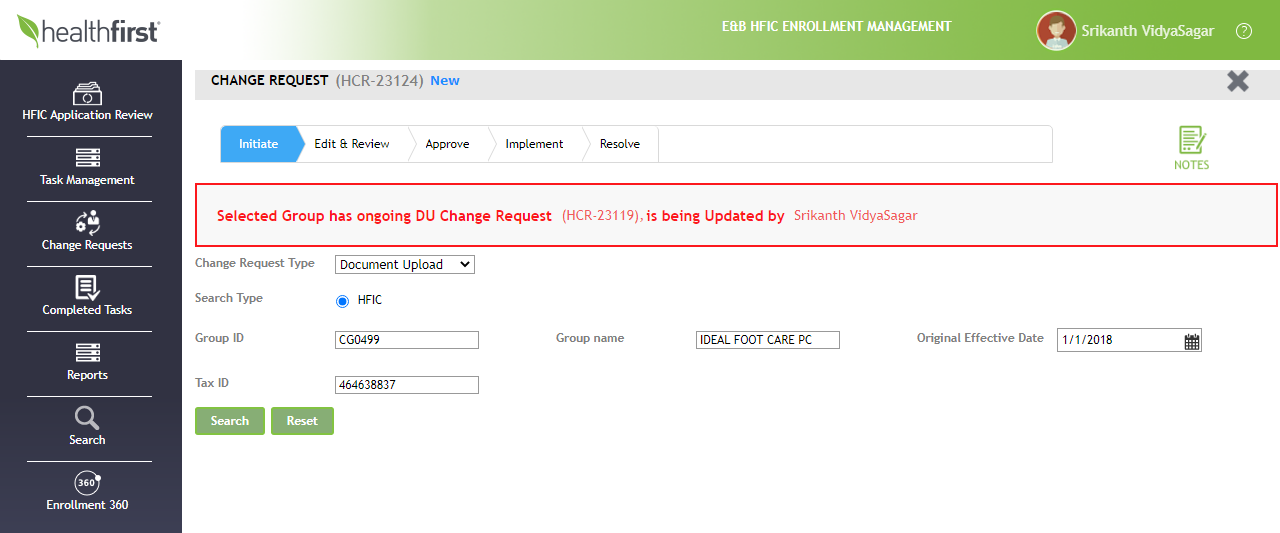 healthfirst
E&B HFIC ENROLLMENT MANAGEMENT
Srikanth VidyaSagar
?
HFIC Application Review
Task Management
Change Requests
Completed Tasks
Reports
Search
360
Enrollment 360
CHANGE REQUEST (HCR-23124) New
Initiate Edit & Review Approve Implement Resolve
NOTES
Selected Group has ongoing DU Change Request (HCR-23119), is being Updated by Srikanth VidyaSagar
Change Request Type Document Upload
Search Type HFIC
Group ID CG0499 Group name IDEAL FOOT CARE PC Original Effective Date 1/1/2018
Tax ID 464638837
Search Reset